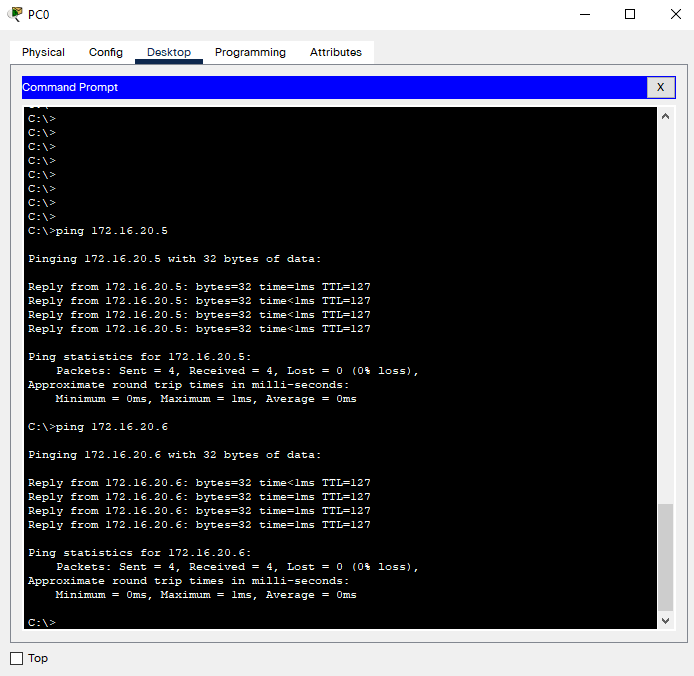 PC0
Physical Config Desktop Programming Attributes
Command Prompt X
C:\>
C:\>
C:\>
C:\>
C:\>
C:\>
C:\>
C:\>
C:\>ping 172.16.20.5
Pinging 172.16.20.5 with 32 bytes of data:
Reply from 172.16.20.5: bytes=32 time=1ms TTL=127
Reply from 172.16.20.5: bytes=32 time<1ms TTL=127
Reply from 172.16.20.5: bytes=32 time<1ms TTL=127
Reply from 172.16.20.5: bytes=32 time<1ms TTL=127
Ping statistics for 172.16.20.5:
Packets: Sent = 4, Received = 4, Lost = 0 (0% loss),
Approximate round trip times in milli-seconds:
Minimum = 0ms, Maximum = 1ms, Average = 0ms
C:\>ping 172.16.20.6
Pinging 172.16.20.6 with 32 bytes of data:
Reply from 172.16.20.6: bytes=32 time<1ms TTL=127
Reply from 172.16.20.6: bytes=32 time=1ms TTL=127
Reply from 172.16.20.6: bytes=32 time=1ms TTL=127
Reply from 172.16.20.6: bytes=32 time=1ms TTL=127
Ping statistics for 172.16.20.6:
Packets: Sent = 4, Received = 4, Lost = 0 (0% loss),
Approximate round trip times in milli-seconds:
Minimum = 0ms, Maximum = 1ms, Average = 0ms
C:\>
Top